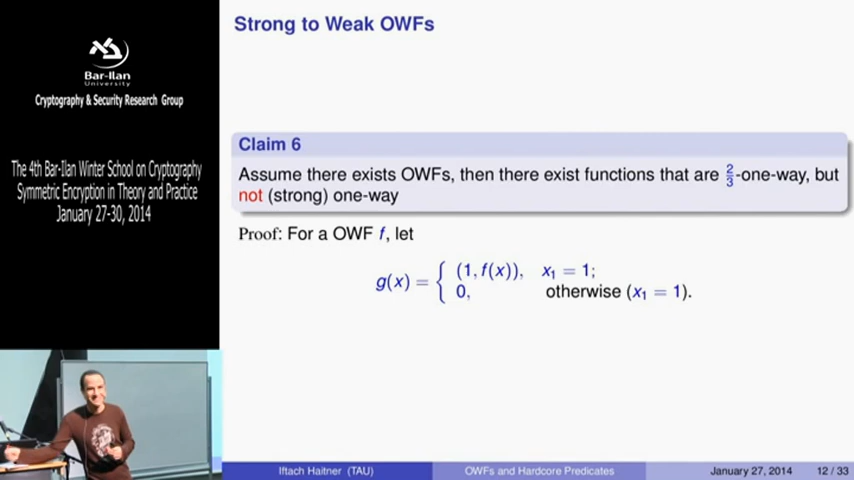 Bar-Ilan
University
Cryptography & Security Research Group
The 4th Bar-Ilan Winter School on Cryptography
Symmetric Encryption in Theory and Practice
January 27-30, 2014
Strong to Weak OWFs
Claim 6
Assume there exists OWFs, then there exist functions that are 2/3-one-way, but
not (strong) one-way
Proof: For a OWF f, let
g(x) = { (1, f(x)), x₁ = 1;
0, otherwise (x₁ = 1).
Iftach Haitner (TAU) OWFs and Hardcore Predicates January 27, 2014 12 / 33